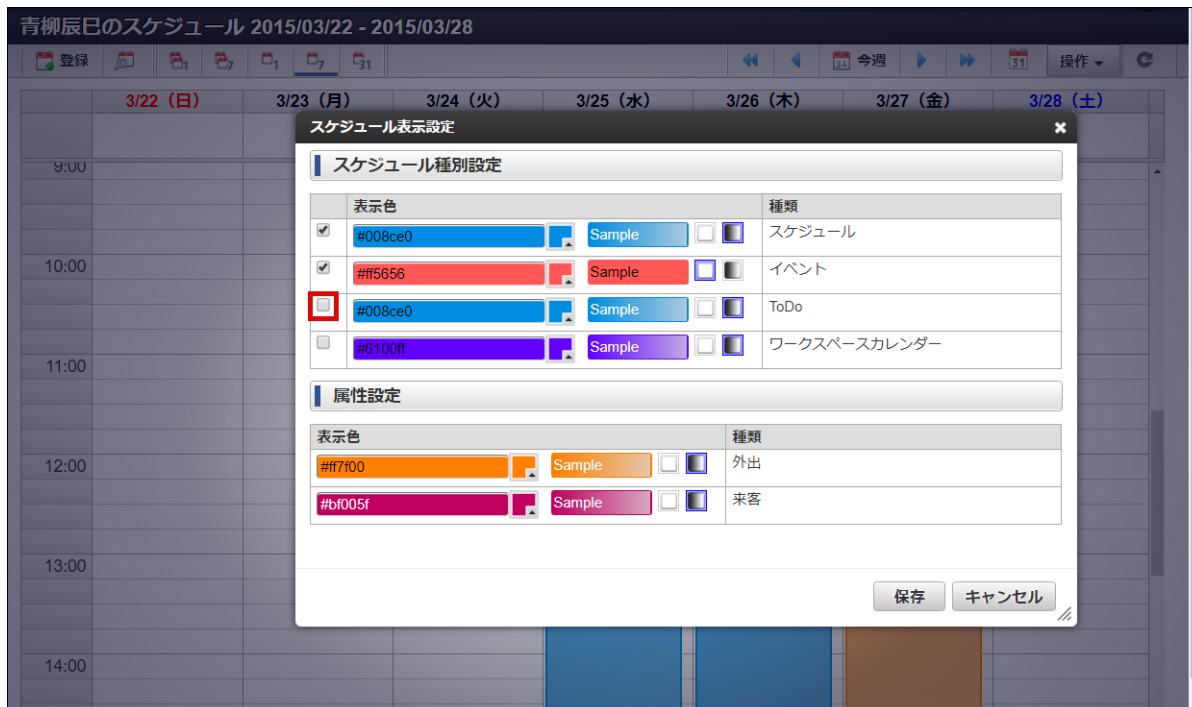 青柳辰巳のスケジュール 2015/03/22 - 2015/03/28
登録 1 7 1 7 31 31 今週 31 操作
3/22（日） 3/23（月） 3/24（火） 3/25（水） 3/26（木） 3/27（金） 3/28（土）
スケジュール表示設定
スケジュール種別設定
表示色 種類
#008ce0 Sample スケジュール
#ff5656 Sample イベント
#008ce0 Sample ToDo
#6100ff Sample ワークスペースカレンダー
属性設定
表示色 種類
#ff7f00 Sample 外出
#bf005f Sample 来客
保存 キャンセル
9:00
10:00
11:00
12:00
13:00
14:00